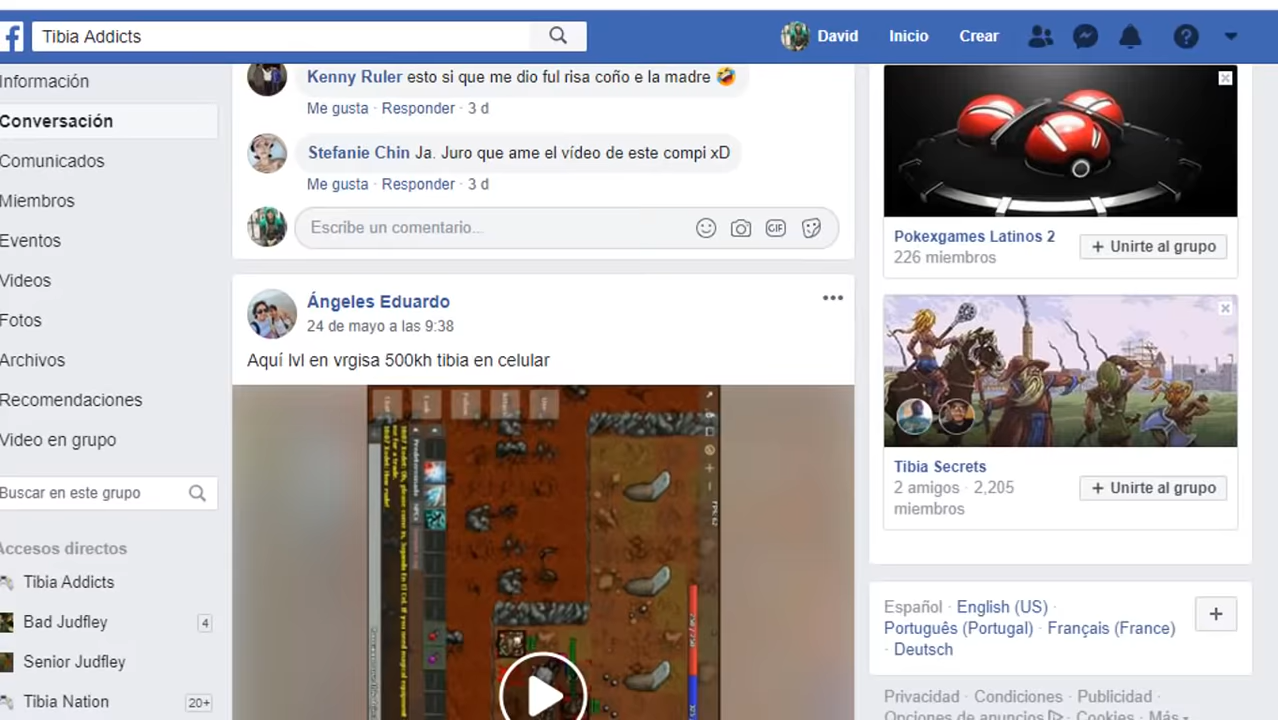 Tibia Addicts
David
Inicio
Crear
Información
Conversación
Comunicados
Miembros
Eventos
Videos
Fotos
Archivos
Recomendaciones
Video en grupo
Buscar en este grupo
Accesos directos
Tibia Addicts
Bad Judfley 4
Senior Judfley
Tibia Nation 20+
Kenny Ruler esto si que me dio ful risa coño e la madre 🤣
Me gusta · Responder · 3 d
Stefanie Chin Ja. Juro que ame el vídeo de este compi xD
Me gusta · Responder · 3 d
Escribe un comentario...
GIF
Ángeles Eduardo
24 de mayo a las 9:38
Aquí lvl en vrgisa 500kh tibia en celular
Pokexgames Latinos 2
226 miembros
+ Unirte al grupo
Tibia Secrets
2 amigos · 2,205
miembros
+ Unirte al grupo
Español · English (US) ·
Português (Portugal) · Français (France)
· Deutsch
Privacidad · Condiciones · Publicidad ·
Opciones de anuncios · Cookies · Más